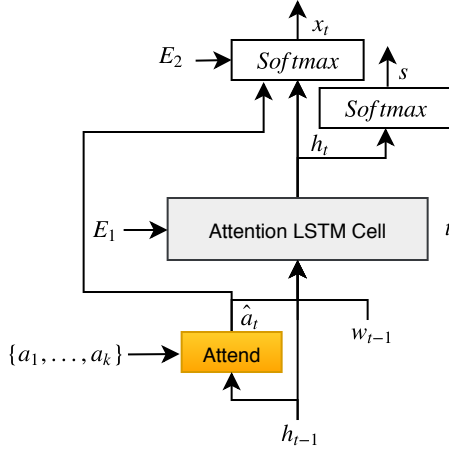 x_t
E_2
Softmax
s
Softmax
h_t
E_1
Attention LSTM Cell
â_t
w_{t−1}
{a_1, . . . , a_k}
Attend
h_{t−1}